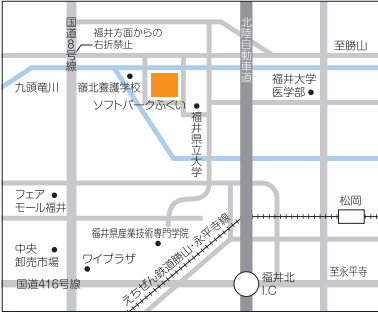 国道8号線
福井方面からの
右折禁止
北陸自動車道
至勝山
九頭竜川
嶺北養護学校
ソフトパークふくい
福井大学
医学部
福井県立大学
フェア
モール福井
松岡
福井県産業技術専門学院
えちぜん鉄道勝山・永平寺線
中央
卸売市場
ワイプラザ
国道416号線
福井北
I.C
至永平寺